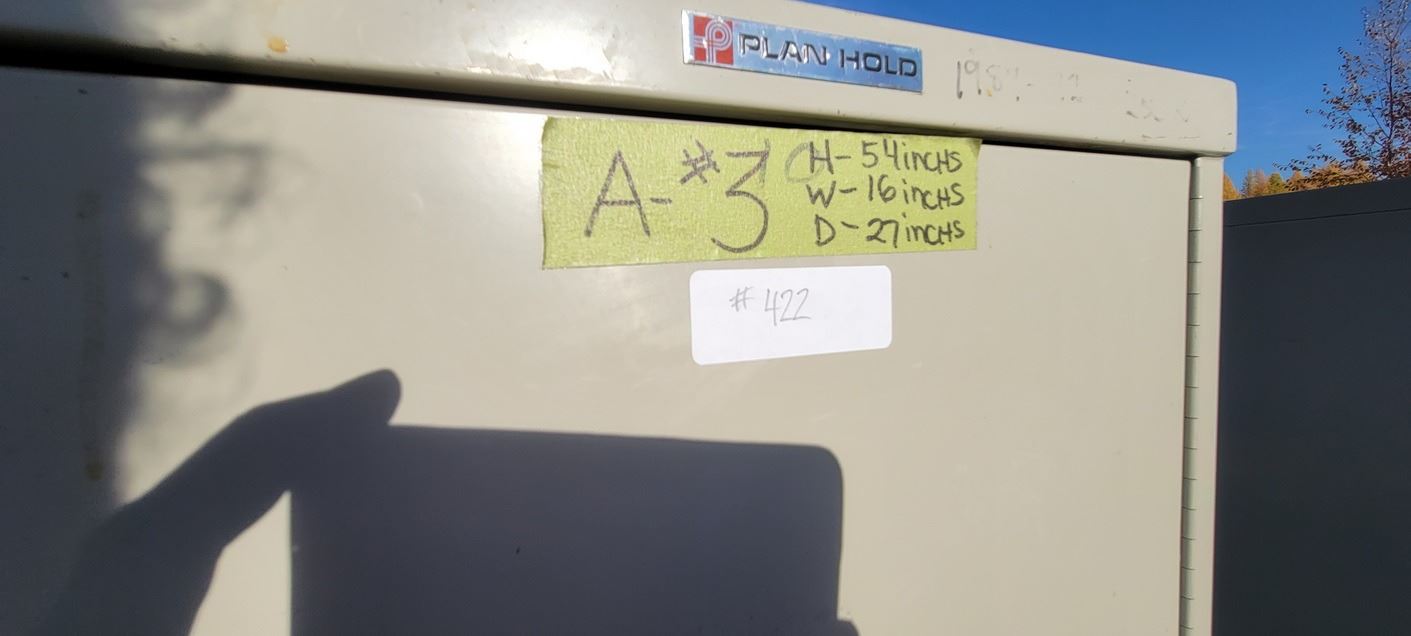 PLAN HOLD
A-#3
H-54incHS
W-16incHS
D-27incHS
#422